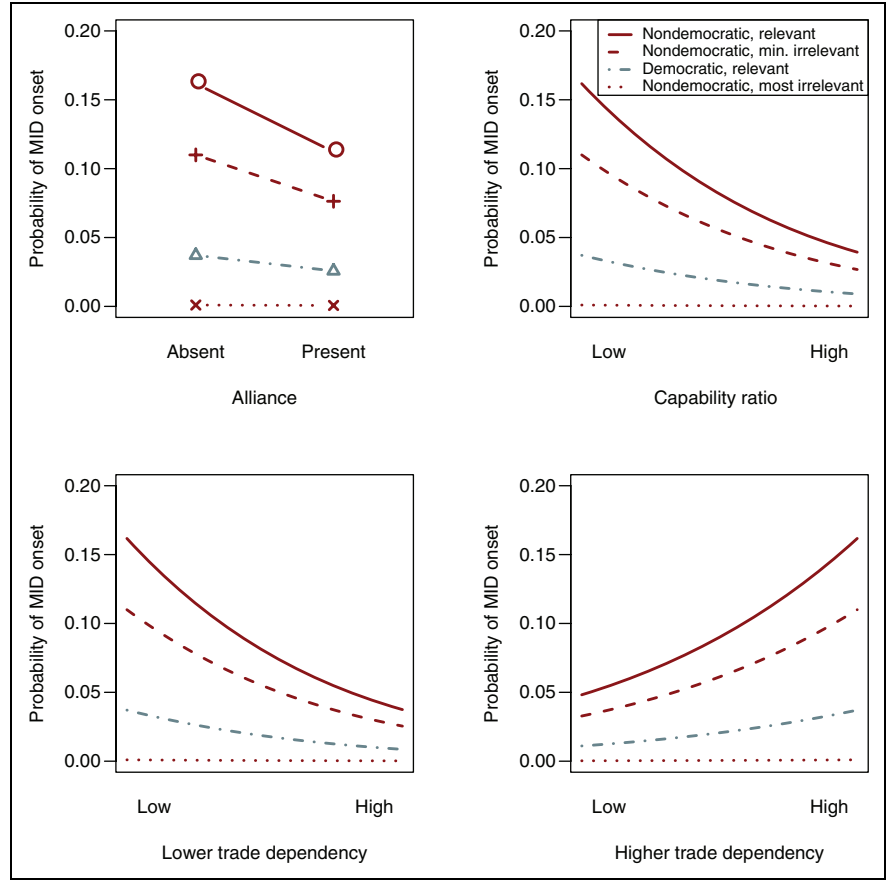 Probability of MID onset
0.20
0.15
0.10
0.05
0.00
Absent Present
Alliance
Probability of MID onset
0.20
0.15
0.10
0.05
0.00
Nondemocratic, relevant
Nondemocratic, min. irrelevant
Democratic, relevant
Nondemocratic, most irrelevant
Low High
Capability ratio
Probability of MID onset
0.20
0.15
0.10
0.05
0.00
Low High
Lower trade dependency
Probability of MID onset
0.20
0.15
0.10
0.05
0.00
Low High
Higher trade dependency